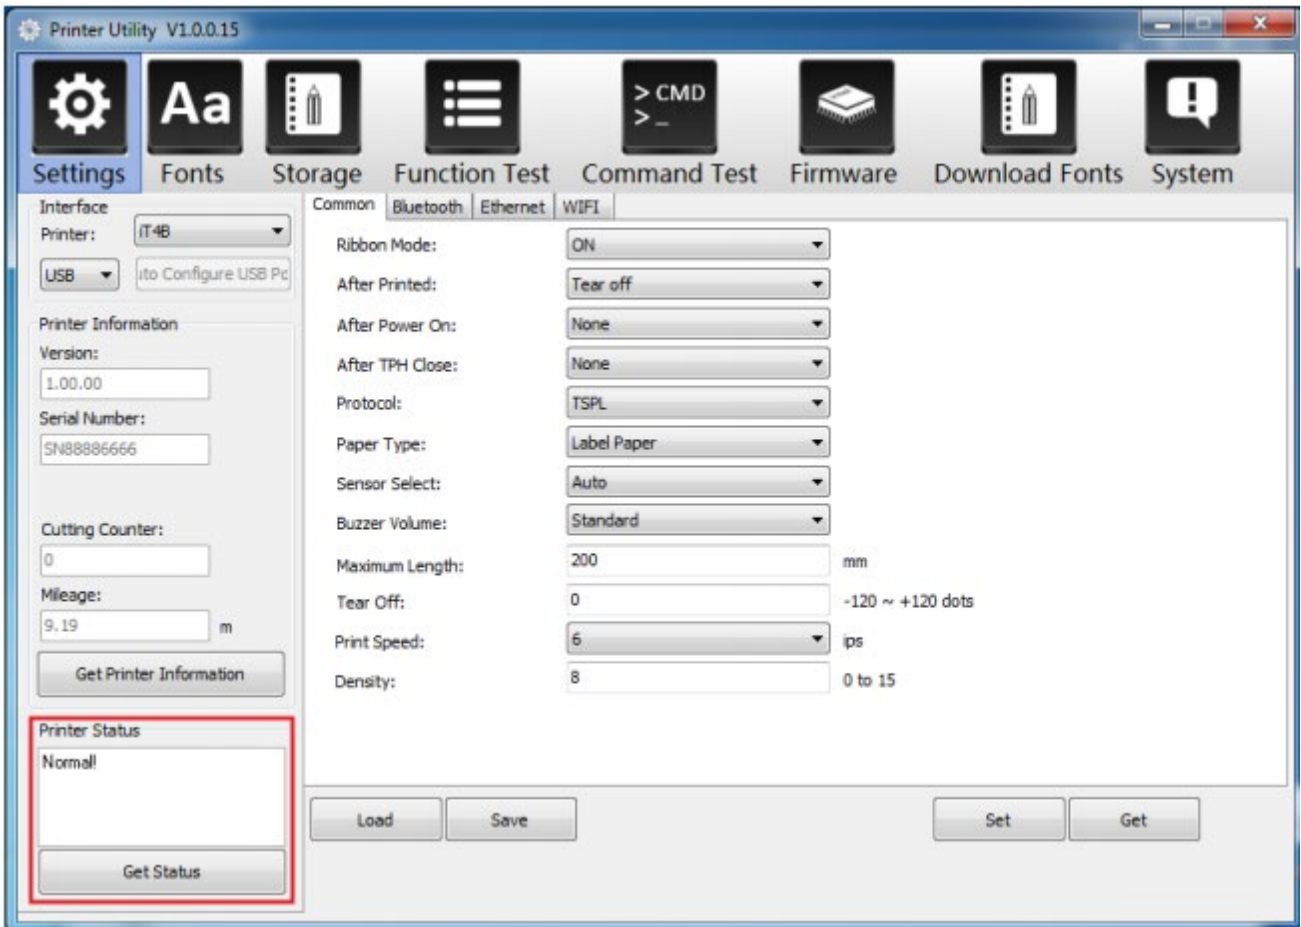 Printer Utility V1.0.0.15
Aa
> CMD
> _
Settings Fonts Storage Function Test Command Test Firmware Download Fonts System
Interface
Printer: iT4B
USB ito Configure USB Pc
Printer Information
Version:
1.00.00
Serial Number:
SN88886666
Cutting Counter:
0
Mileage:
9.19 m
Get Printer Information
Printer Status
Normal!
Get Status
Common Bluetooth Ethernet WIFI
Ribbon Mode: ON
After Printed: Tear off
After Power On: None
After TPH Close: None
Protocol: TSPL
Paper Type: Label Paper
Sensor Select: Auto
Buzzer Volume: Standard
Maximum Length: 200 mm
Tear Off: 0 -120 ~ +120 dots
Print Speed: 6 ips
Density: 8 0 to 15
Load Save Set Get